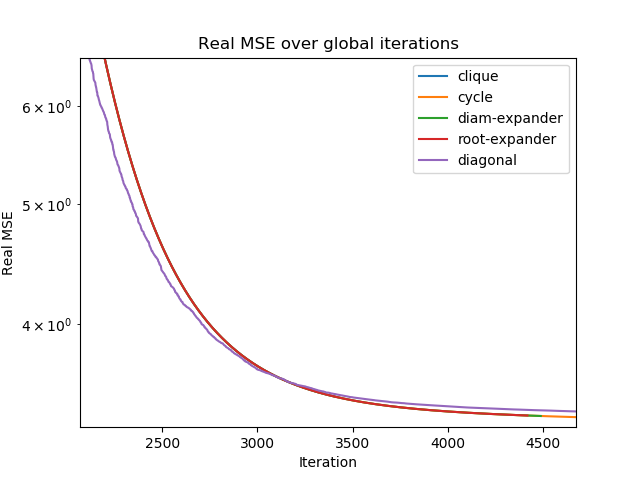 Real MSE over global iterations
clique
cycle
diam-expander
root-expander
diagonal
6 × 10⁰
5 × 10⁰
4 × 10⁰
Real MSE
2500 3000 3500 4000 4500
Iteration